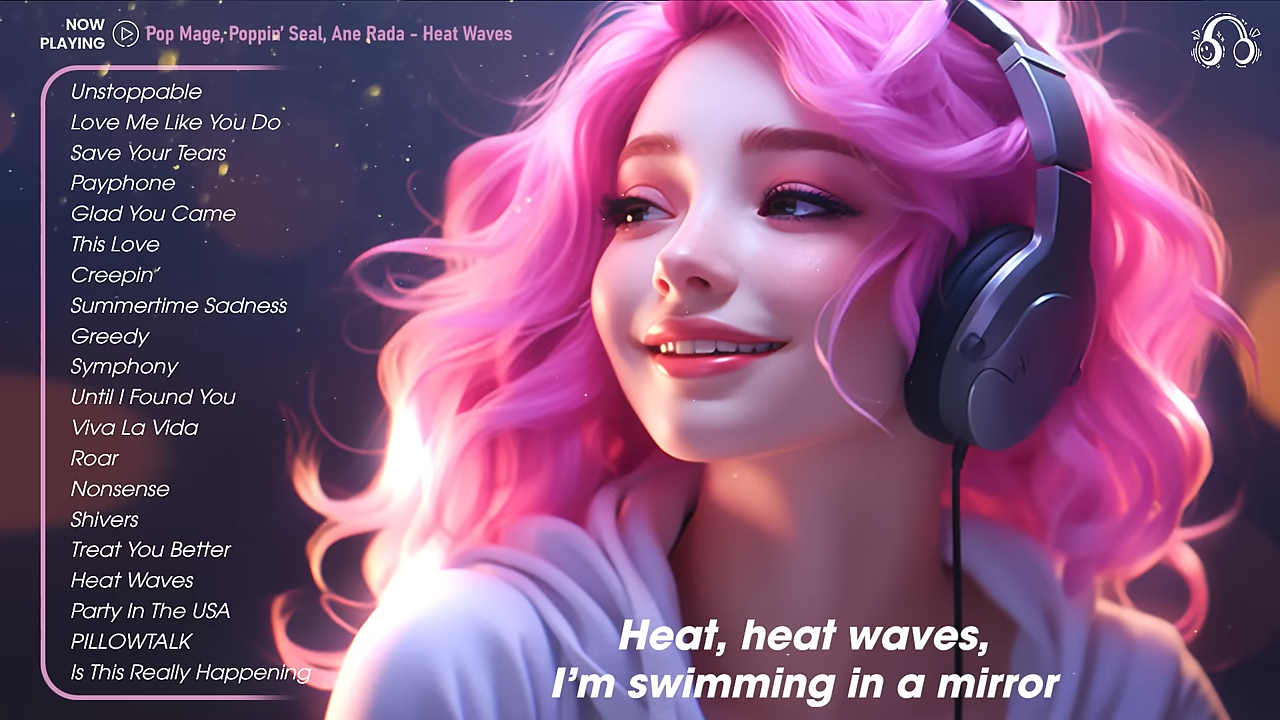 NOW
PLAYING
Pop Mage, Poppin' Seal, Ane Rada - Heat Waves
Unstoppable
Love Me Like You Do
Save Your Tears
Payphone
Glad You Came
This Love
Creepin'
Summertime Sadness
Greedy
Symphony
Until I Found You
Viva La Vida
Roar
Nonsense
Shivers
Treat You Better
Heat Waves
Party In The USA
PILLOWTALK
Is This Really Happening
Heat, heat waves,
I'm swimming in a mirror